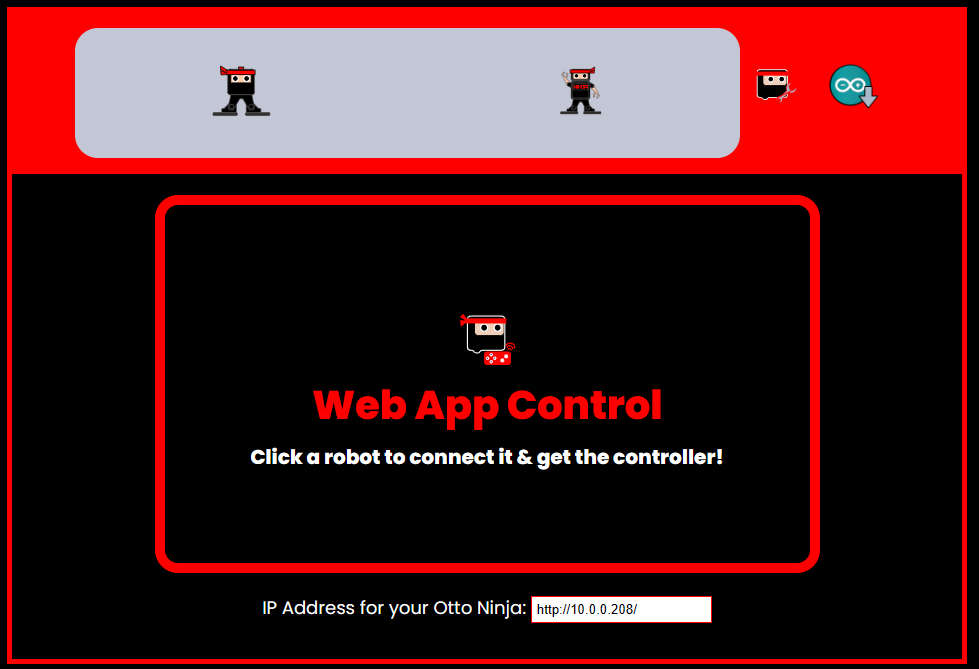 Web App Control
Click a robot to connect it & get the controller!
IP Address for your Otto Ninja: http://10.0.0.208/